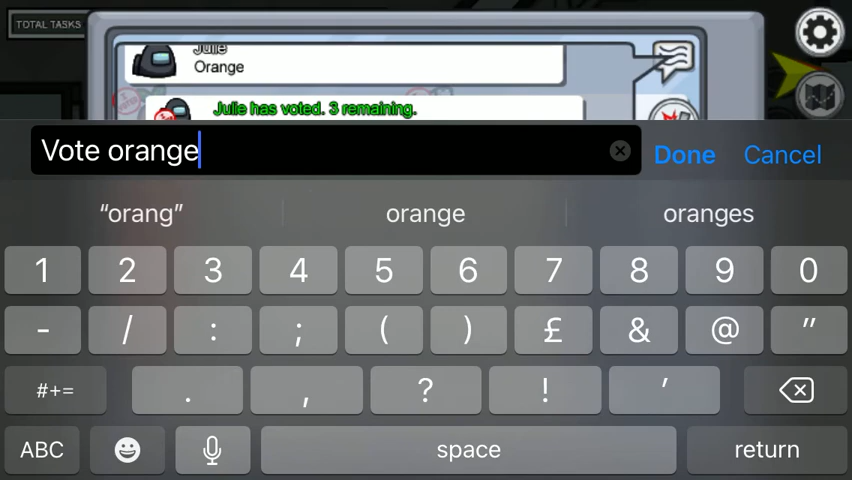 TOTAL TASKS
Julie
Orange
Julie has voted. 3 remaining.
Vote orange
Done
Cancel
“orang”
orange
oranges
1 2 3 4 5 6 7 8 9 0
- / : ; ( ) £ & @ "
#+= . , ? ! '
ABC space return